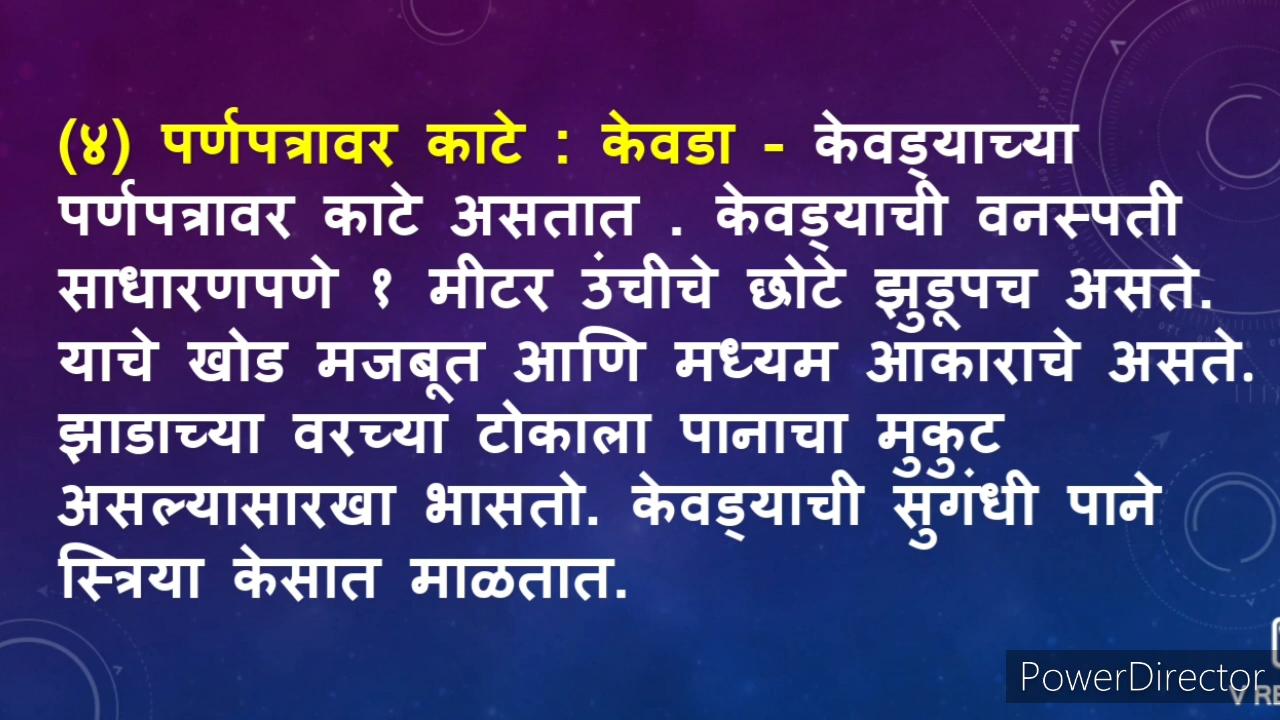 (४) पर्णपत्रावर काटे : केवडा - केवड्याच्या
पर्णपत्रावर काटे असतात . केवड्याची वनस्पती
साधारणपणे १ मीटर उंचीचे छोटे झुडूपच असते.
याचे खोड मजबूत आणि मध्यम आकाराचे असते.
झाडाच्या वरच्या टोकाला पानाचा मुकुट
असल्यासारखा भासतो. केवड्याची सुगंधी पाने
स्त्रिया केसात माळतात.
PowerDirector